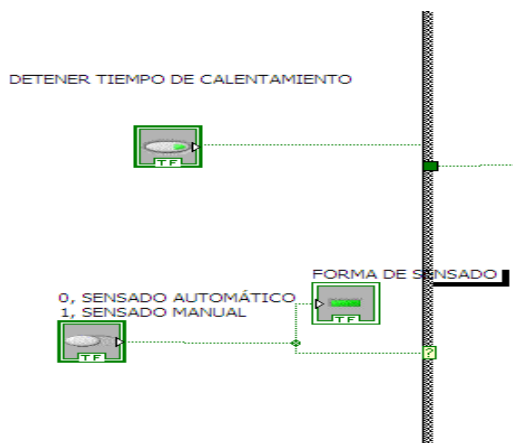 DETENER TIEMPO DE CALENTAMIENTO
TF
FORMA DE SENSADO
0, SENSADO AUTOMÁTICO
1, SENSADO MANUAL
TF
TF
?